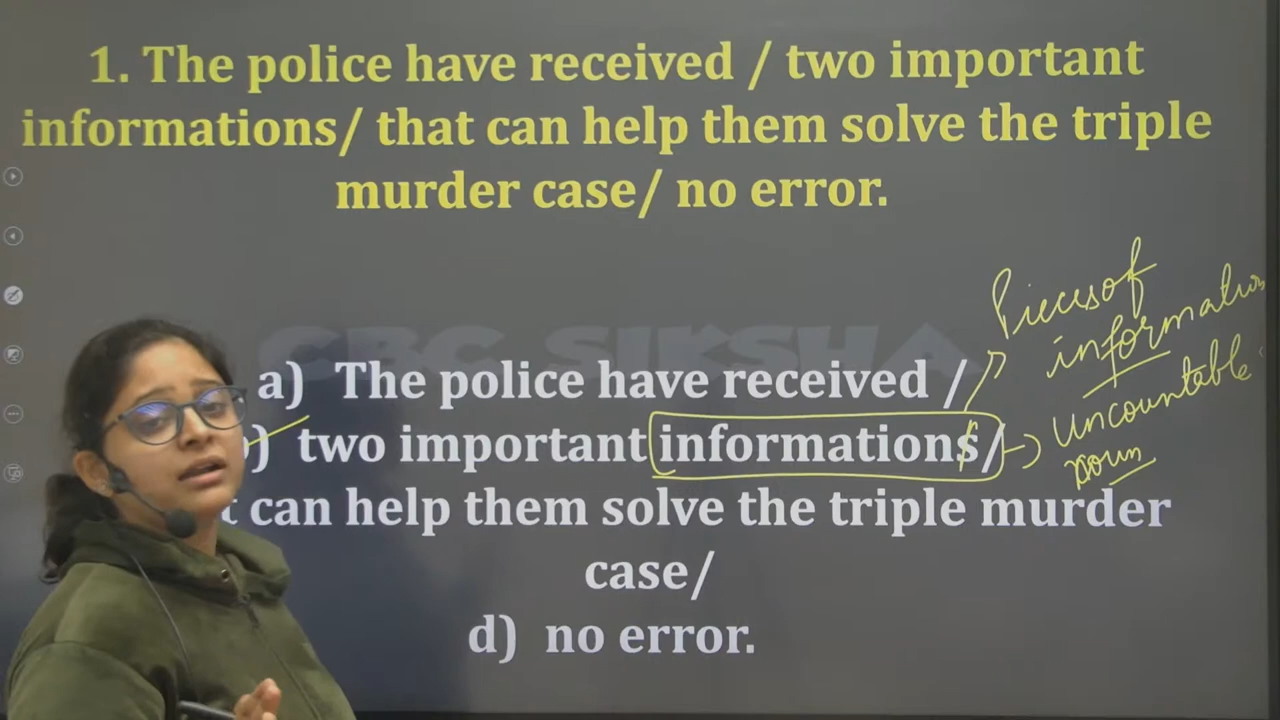 1. The police have received / two important
informations/ that can help them solve the triple
murder case/ no error.
CBC SIKSHA
a) The police have received /
) two important informations/
t can help them solve the triple murder
case/
d) no error.
Pieces of
information
uncountable
noun